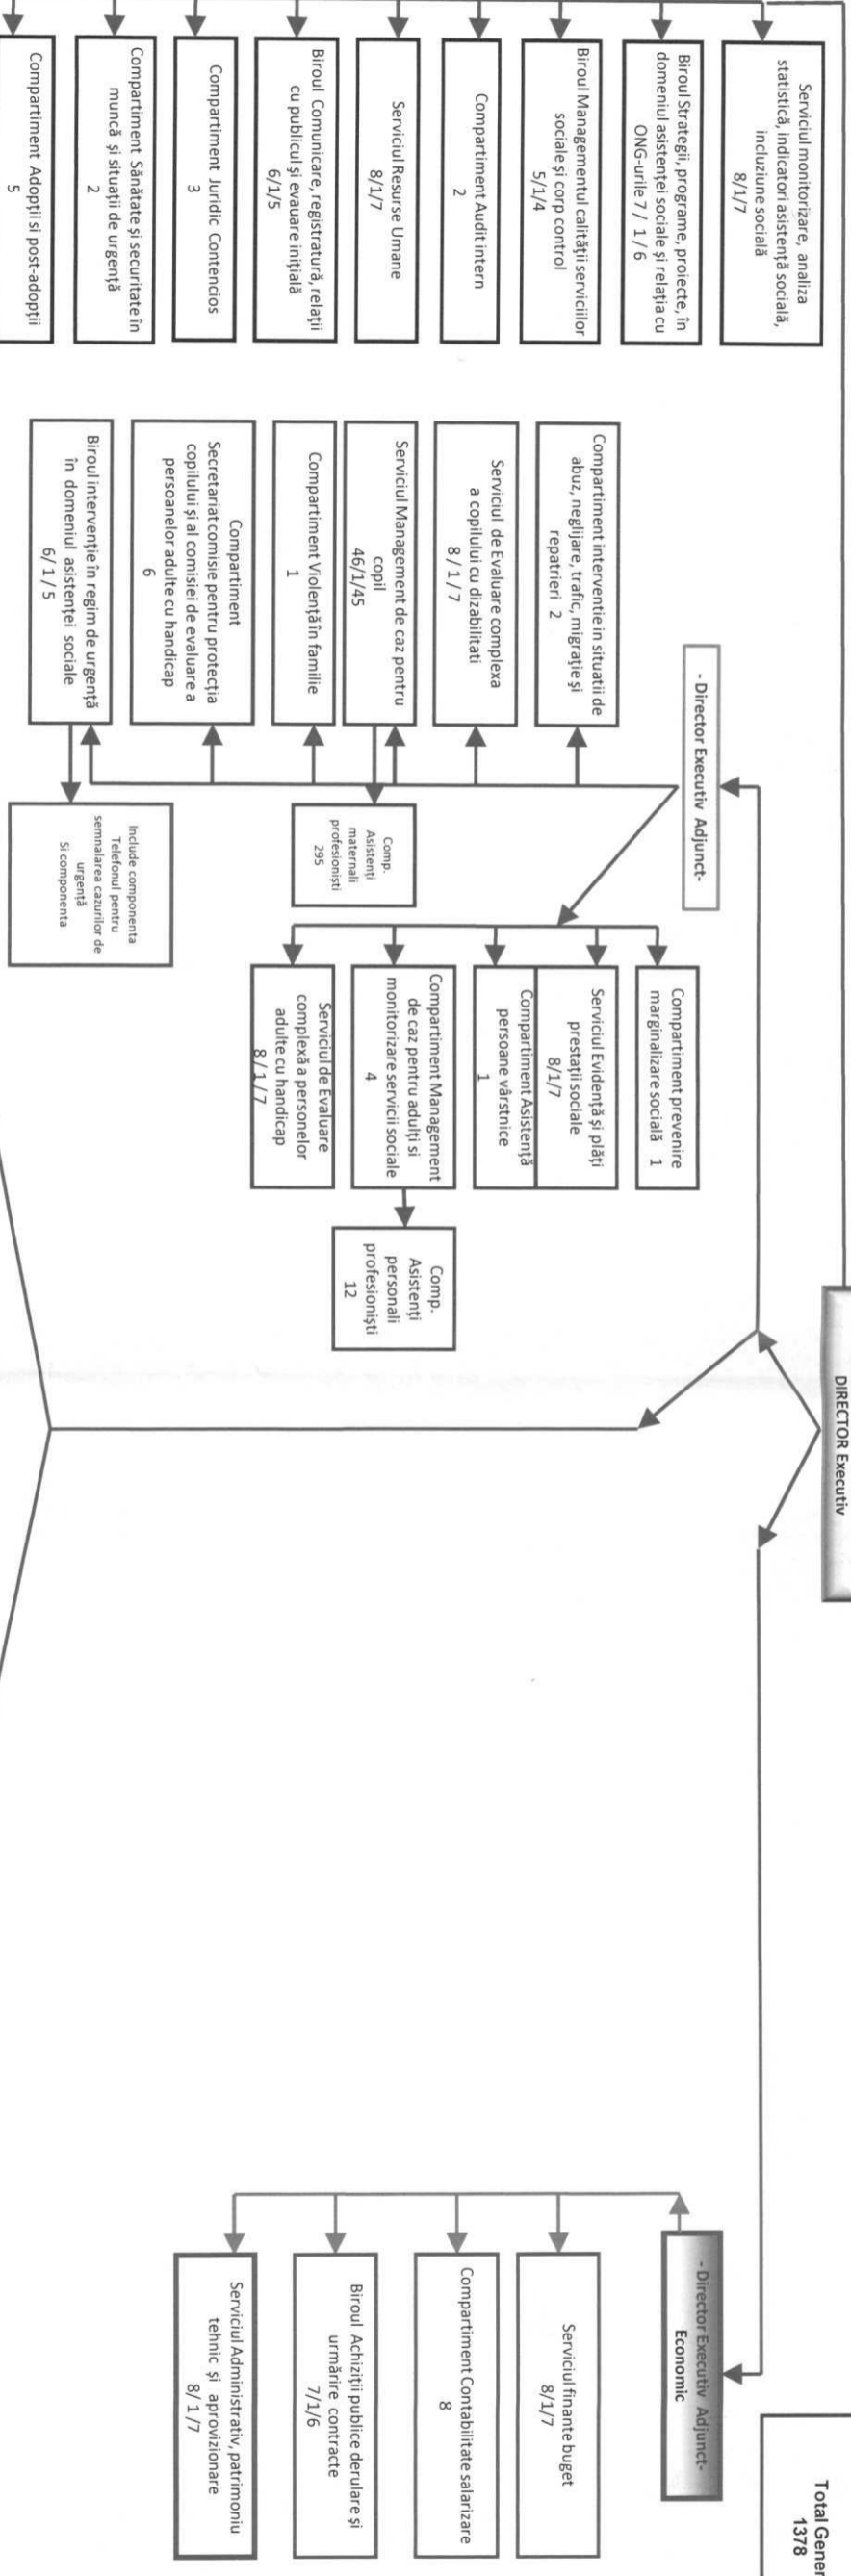 DIRECTOR Executiv
Total Gener
1378
Serviciul monitorizare, analiza
statistică, indicatori asistență socială,
incluziune socială
8/1/7
Biroul Strategii, programe, proiecte, în
domeniul asistenței sociale și relația cu
ONG-urile 7 / 1 / 6
Biroul Managementul calității serviciilor
sociale și corp control
5/1/4
Compartiment Audit intern
2
Serviciul Resurse Umane
8/1/7
Biroul Comunicare, registratură, relații
cu publicul și evauare inițială
6/1/5
Compartiment Juridic Contencios
3
Compartiment Sănătate și securitate în
muncă și situații de urgență
2
Compartiment Adopții si post-adopții
5
- Director Executiv Adjunct-
Compartiment interventie in situatii de
abuz, neglijare, trafic, migrație și
repatrieri 2
Serviciul de Evaluare complexa
a copilului cu dizabilitati
8 / 1 / 7
Serviciul Management de caz pentru
copil
46/1/45
Compartiment Violență în familie
1
Compartiment
Secretariat comisie pentru protecția
copilului și al comisiei de evaluare a
persoanelor adulte cu handicap
6
Biroul intervenție în regim de urgență
în domeniul asistenței sociale
6/ 1 / 5
Comp.
Asistenți
maternali
profesioniști
295
Include componenta
Telefonul pentru
semnalarea cazurilor de
urgență
Si componenta
Compartiment prevenire
marginalizare socială 1
Serviciul Evidență și plăți
prestații sociale
8/1/7
Compartiment Asistență
persoane vârstnice
1
Compartiment Management
de caz pentru adulți si
monitorizare servicii sociale
4
Serviciul de Evaluare
complexă a personelor
adulte cu handicap
8 / 1 / 7
Comp.
Asistenți
personali
profesioniști
12
- Director Executiv Adjunct-
Economic
Serviciul finante buget
8/1/7
Compartiment Contabilitate salarizare
8
Biroul Achiziții publice derulare și
urmărire contracte
7/1/6
Serviciul Administrativ, patrimoniu
tehnic și aprovizionare
8/ 1 / 7